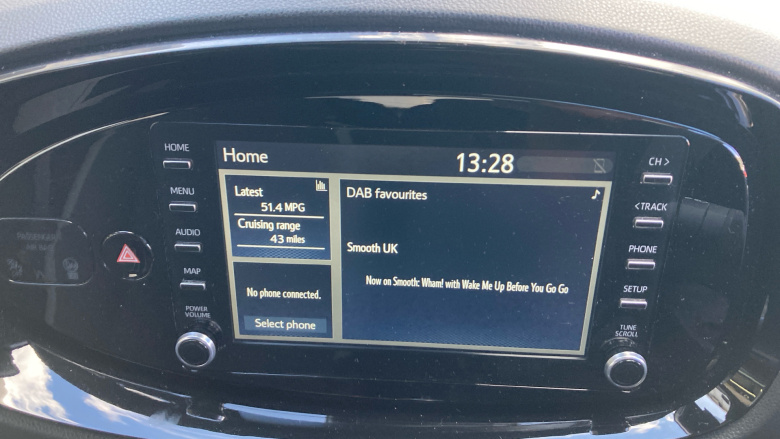 HOME
MENU
AUDIO
MAP
POWER
VOLUME
Home
13:28
Latest
51.4 MPG
Cruising range
43 miles
No phone connected.
Select phone
DAB favourites
Smooth UK
Now on Smooth: Wham! with Wake Me Up Before You Go Go
CH >
< TRACK
PHONE
SETUP
TUNE
SCROLL